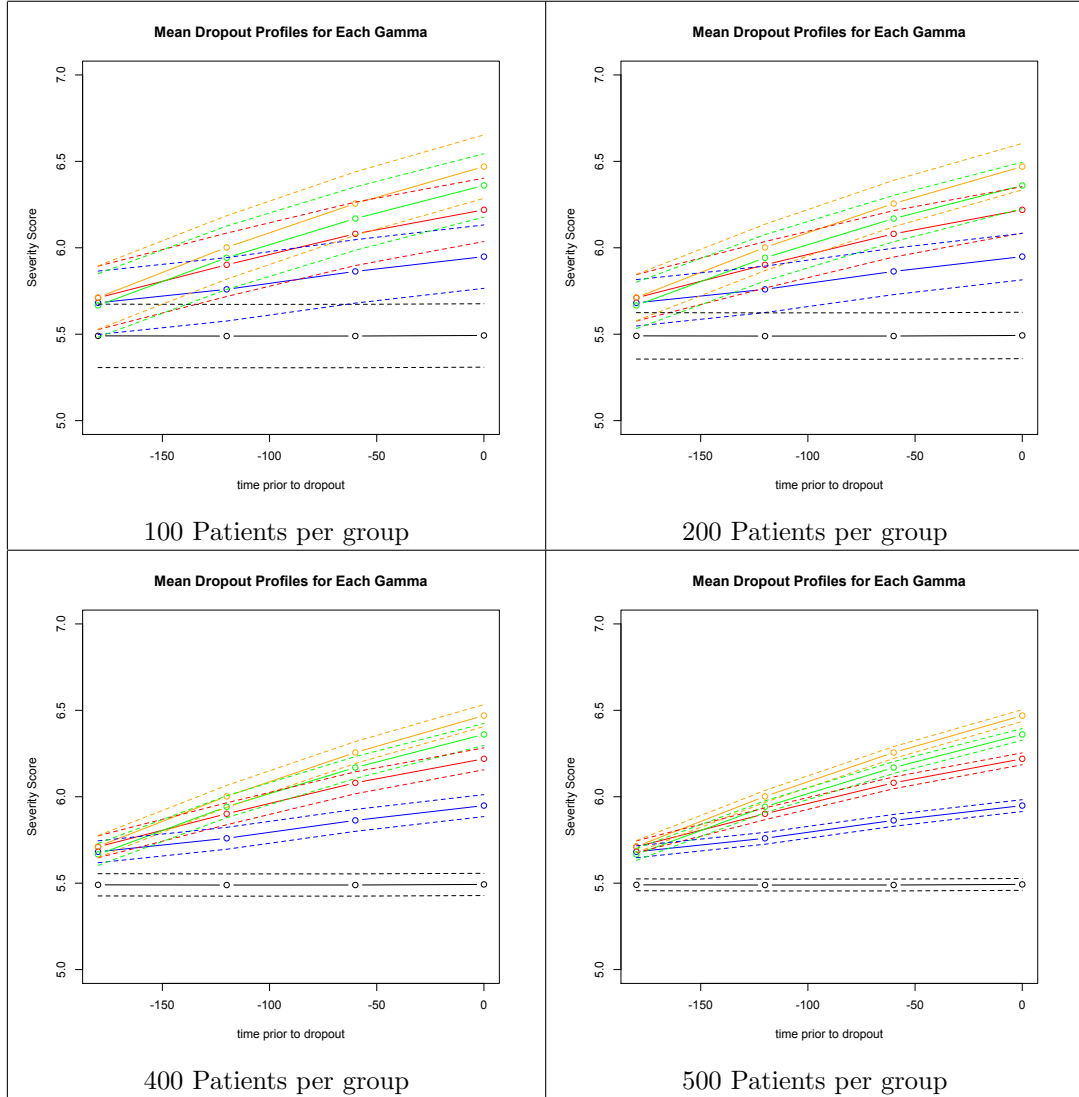 Mean Dropout Profiles for Each Gamma
Severity Score
7.0
6.5
6.0
5.5
5.0
-150
-100
-50
0
time prior to dropout
100 Patients per group
Mean Dropout Profiles for Each Gamma
Severity Score
7.0
6.5
6.0
5.5
5.0
-150
-100
-50
0
time prior to dropout
200 Patients per group
Mean Dropout Profiles for Each Gamma
Severity Score
7.0
6.5
6.0
5.5
5.0
-150
-100
-50
0
time prior to dropout
400 Patients per group
Mean Dropout Profiles for Each Gamma
Severity Score
7.0
6.5
6.0
5.5
5.0
-150
-100
-50
0
time prior to dropout
500 Patients per group